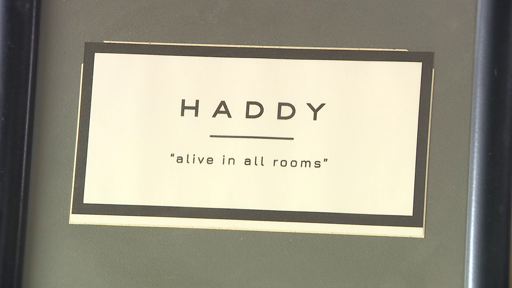 HADDY
“alive in all rooms”